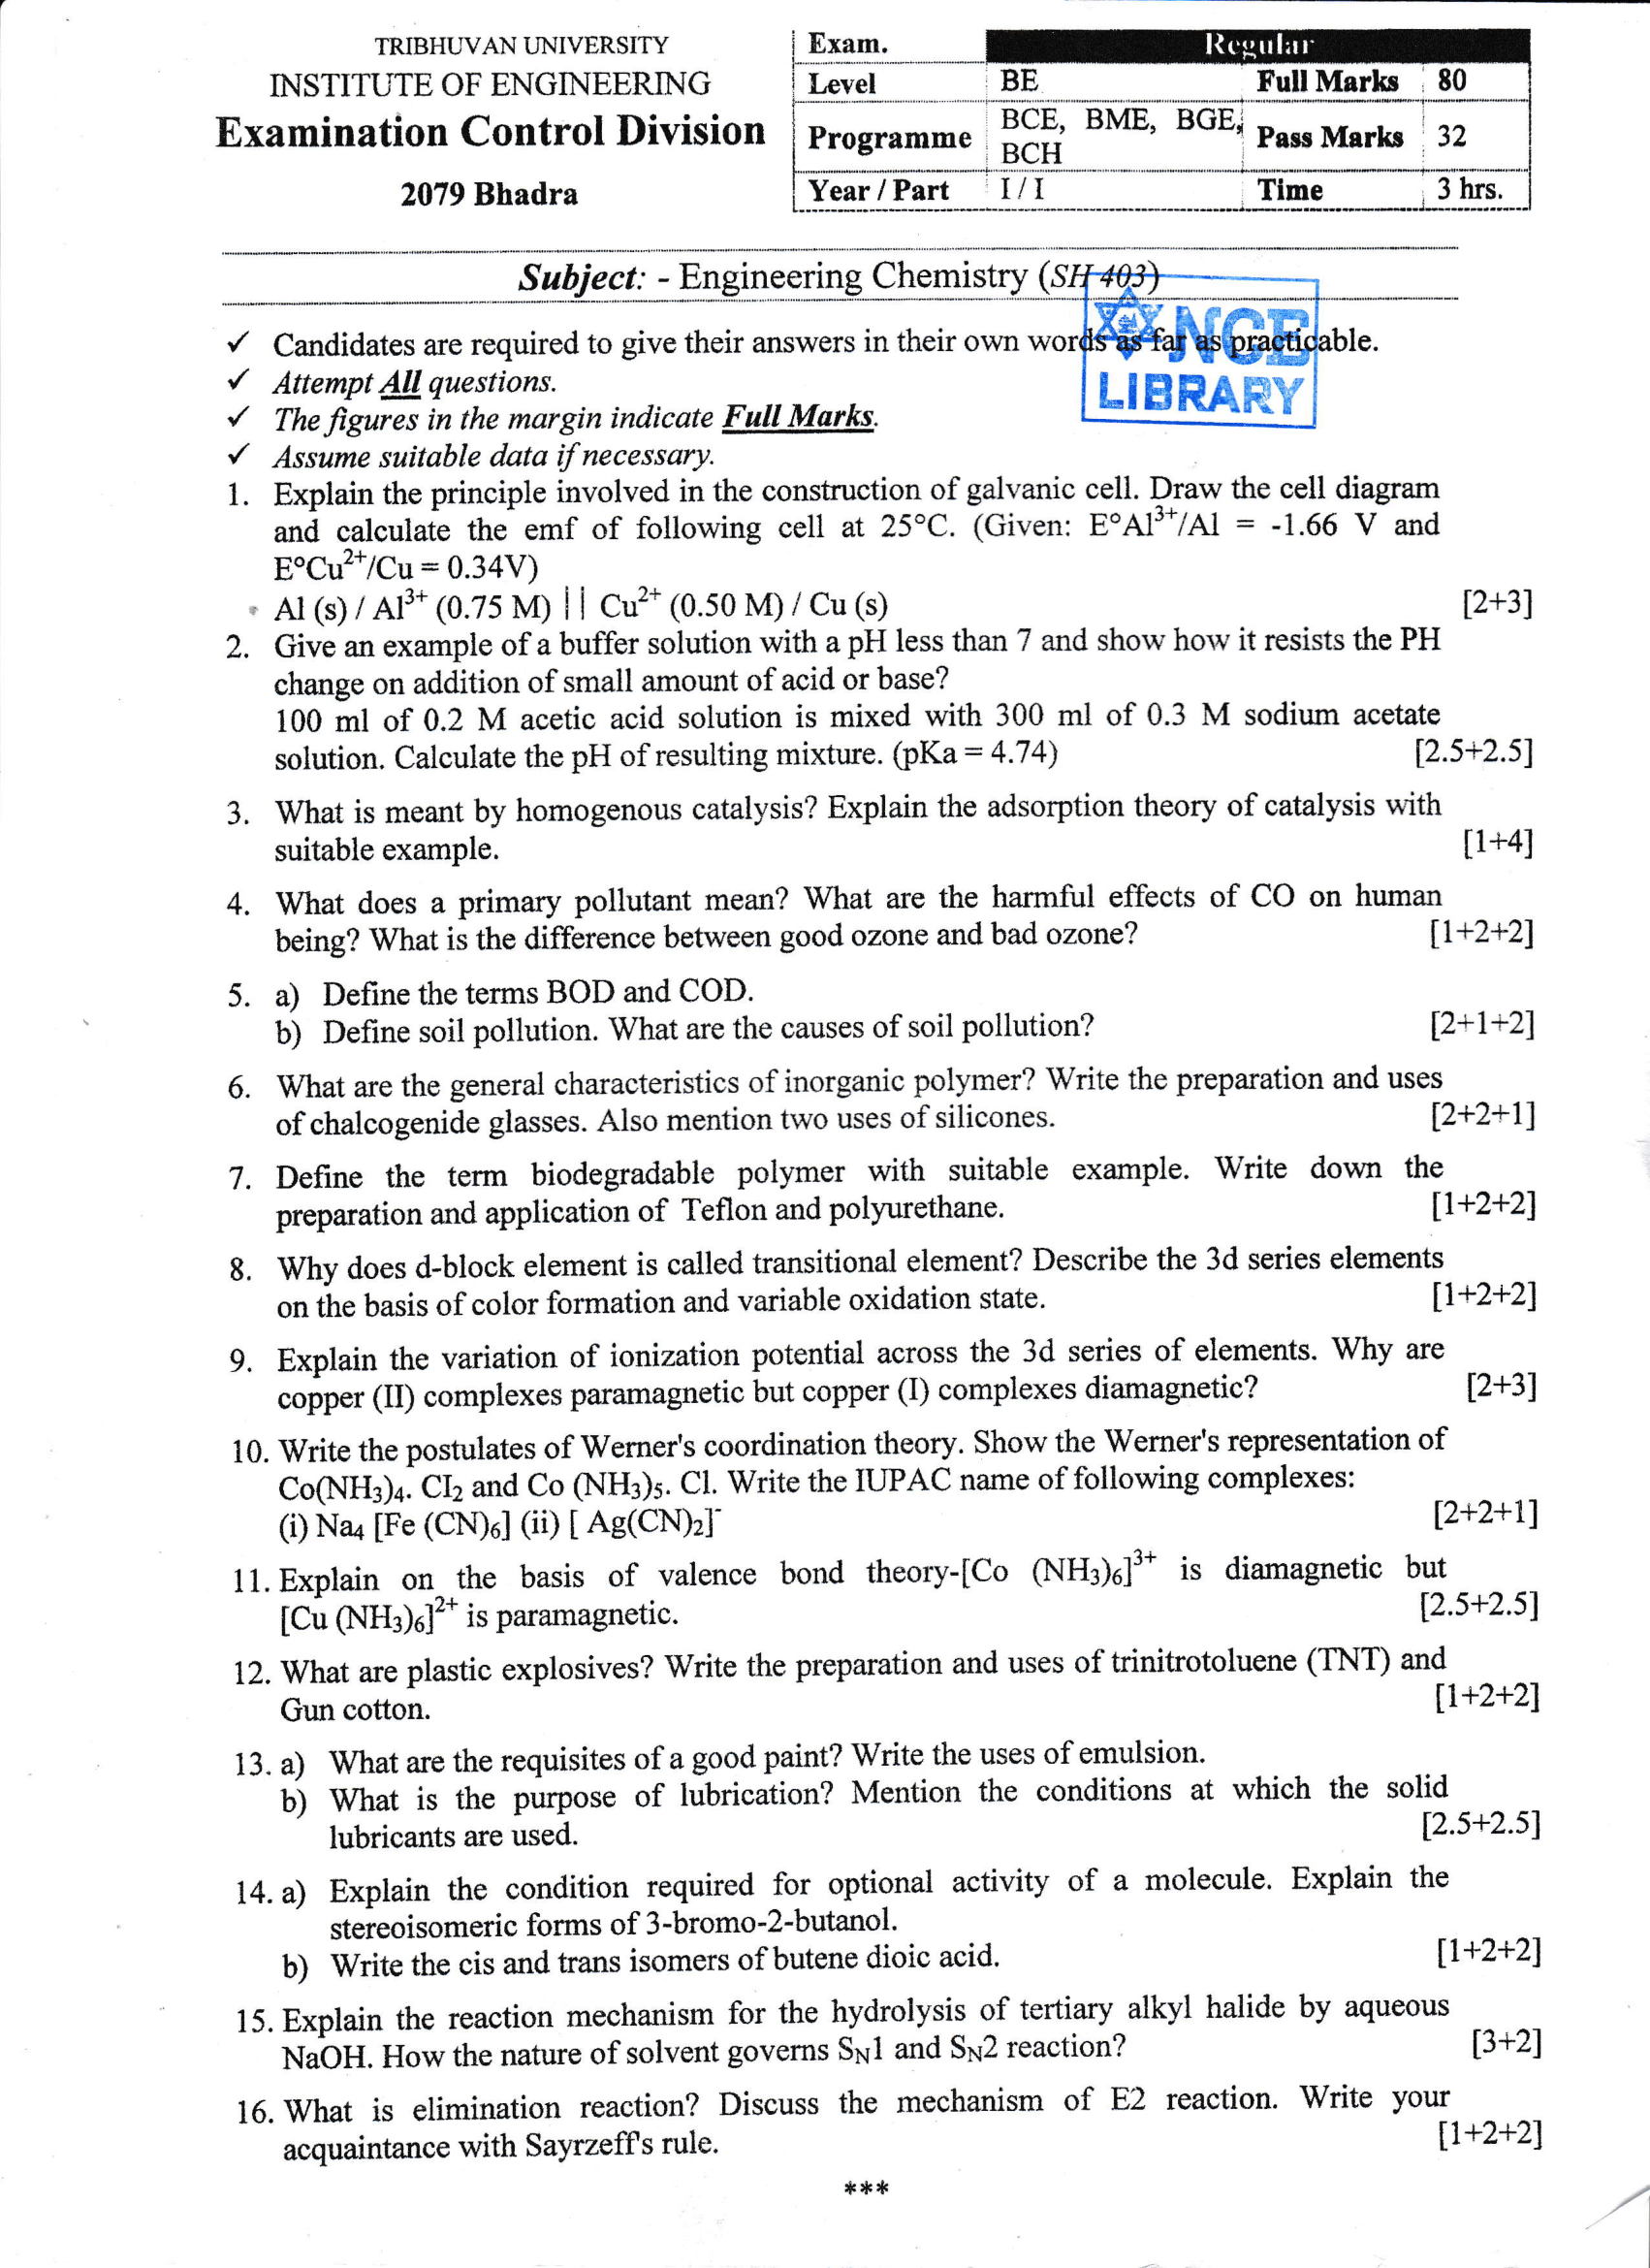 TRIBHUVAN UNIVERSITY
INSTITUTE OF ENGINEERING
Examination Control Division
2079 Bhadra
Exam. Regular
Level BE Full Marks 80
Programme BCE, BME, BGE, BCH Pass Marks 32
Year / Part I / I Time 3 hrs.
Subject: - Engineering Chemistry (SH 403)
NCE
LIBRARY
✓ Candidates are required to give their answers in their own words as far as practicable.
✓ Attempt All questions.
✓ The figures in the margin indicate Full Marks.
✓ Assume suitable data if necessary.
1. Explain the principle involved in the construction of galvanic cell. Draw the cell diagram
and calculate the emf of following cell at 25°C. (Given: E°Al³⁺/Al = -1.66 V and
E°Cu²⁺/Cu = 0.34V)
Al (s) / Al³⁺ (0.75 M) || Cu²⁺ (0.50 M) / Cu (s) [2+3]
2. Give an example of a buffer solution with a pH less than 7 and show how it resists the PH
change on addition of small amount of acid or base?
100 ml of 0.2 M acetic acid solution is mixed with 300 ml of 0.3 M sodium acetate
solution. Calculate the pH of resulting mixture. (pKa = 4.74) [2.5+2.5]
3. What is meant by homogenous catalysis? Explain the adsorption theory of catalysis with
suitable example. [1+4]
4. What does a primary pollutant mean? What are the harmful effects of CO on human
being? What is the difference between good ozone and bad ozone? [1+2+2]
5. a) Define the terms BOD and COD.
b) Define soil pollution. What are the causes of soil pollution? [2+1+2]
6. What are the general characteristics of inorganic polymer? Write the preparation and uses
of chalcogenide glasses. Also mention two uses of silicones. [2+2+1]
7. Define the term biodegradable polymer with suitable example. Write down the
preparation and application of Teflon and polyurethane. [1+2+2]
8. Why does d-block element is called transitional element? Describe the 3d series elements
on the basis of color formation and variable oxidation state. [1+2+2]
9. Explain the variation of ionization potential across the 3d series of elements. Why are
copper (II) complexes paramagnetic but copper (I) complexes diamagnetic? [2+3]
10. Write the postulates of Werner's coordination theory. Show the Werner's representation of
Co(NH₃)₄. CI₂ and Co (NH₃)₅. Cl. Write the IUPAC name of following complexes:
(i) Na₄ [Fe (CN)₆] (ii) [ Ag(CN)₂]⁻ [2+2+1]
11. Explain on the basis of valence bond theory-[Co (NH₃)₆]³⁺ is diamagnetic but
[Cu (NH₃)₆]²⁺ is paramagnetic. [2.5+2.5]
12. What are plastic explosives? Write the preparation and uses of trinitrotoluene (TNT) and
Gun cotton. [1+2+2]
13. a) What are the requisites of a good paint? Write the uses of emulsion.
b) What is the purpose of lubrication? Mention the conditions at which the solid
lubricants are used. [2.5+2.5]
14. a) Explain the condition required for optional activity of a molecule. Explain the
stereoisomeric forms of 3-bromo-2-butanol.
b) Write the cis and trans isomers of butene dioic acid. [1+2+2]
15. Explain the reaction mechanism for the hydrolysis of tertiary alkyl halide by aqueous
NaOH. How the nature of solvent governs S<sub>N</sub>1 and S<sub>N</sub>2 reaction? [3+2]
16. What is elimination reaction? Discuss the mechanism of E2 reaction. Write your
acquaintance with Sayrzeff's rule. [1+2+2]
***